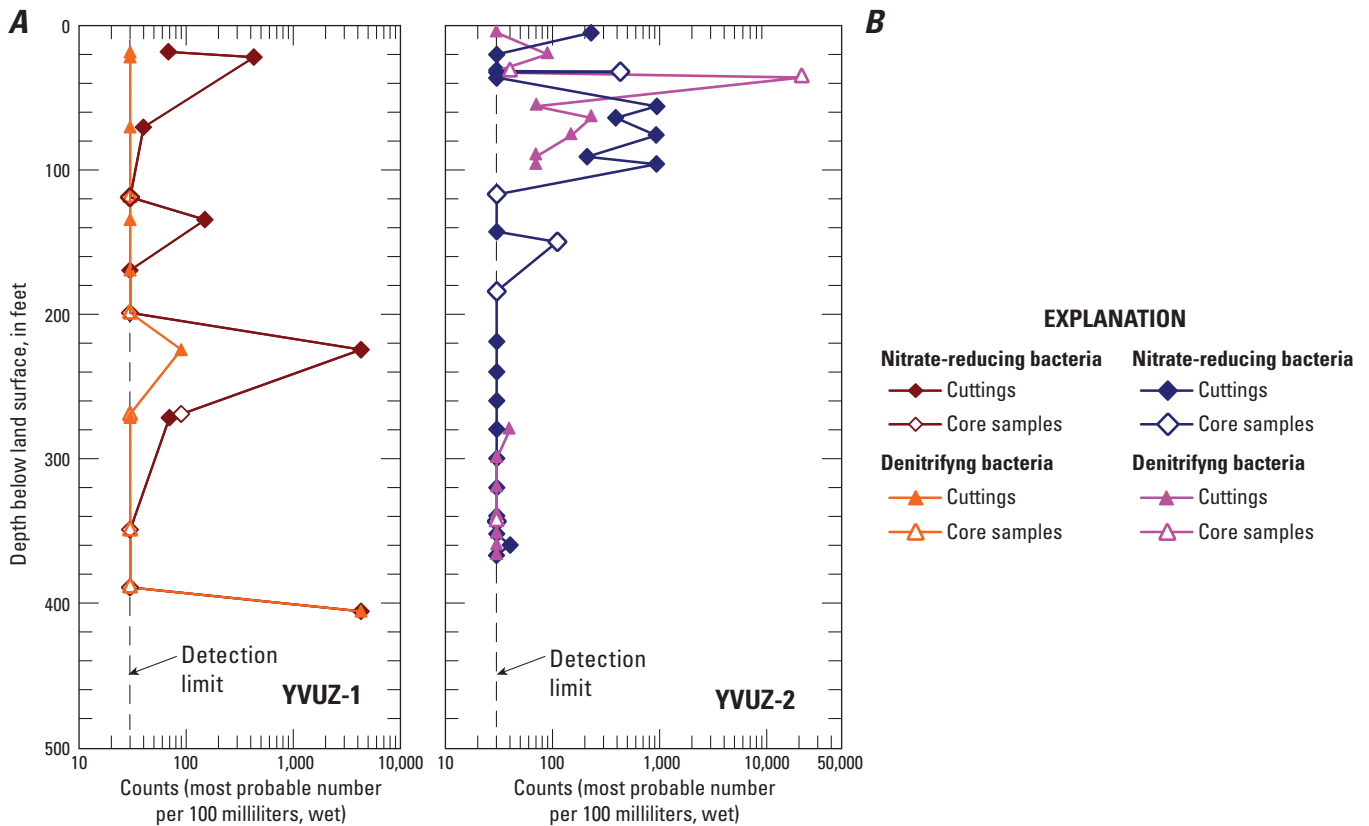 A
B
0
100
200
300
400
500
Depth below land surface, in feet
10
100
1,000
10,000
Counts (most probable number
per 100 milliliters, wet)
Detection
limit
YVUZ-1
10
100
1,000
10,000
50,000
Counts (most probable number
per 100 milliliters, wet)
Detection
limit
YVUZ-2
EXPLANATION
Nitrate-reducing bacteria
Cuttings
Core samples
Denitrifyng bacteria
Cuttings
Core samples
Nitrate-reducing bacteria
Cuttings
Core samples
Denitrifyng bacteria
Cuttings
Core samples